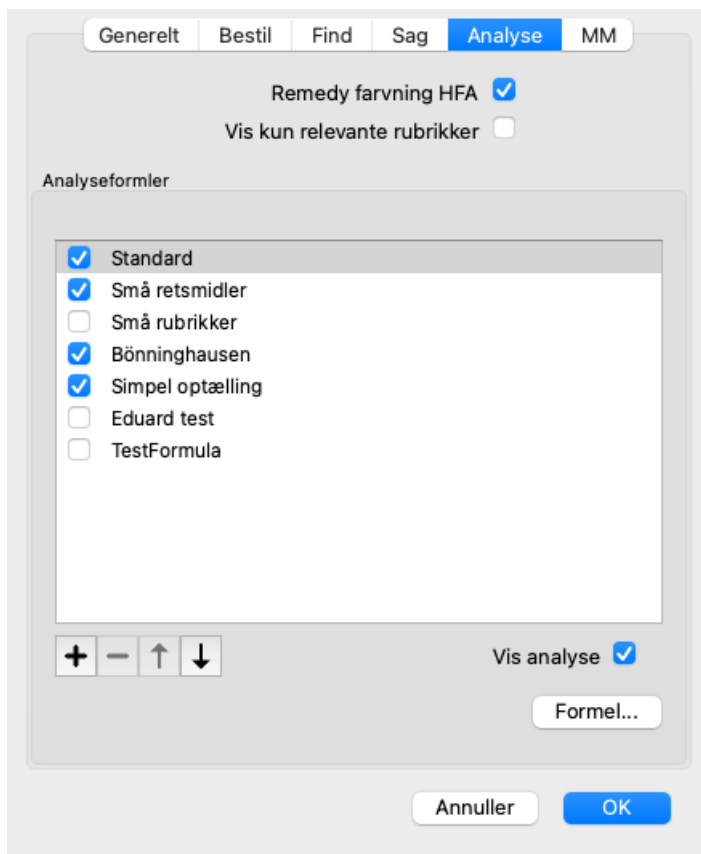 Generelt Bestil Find Sag Analyse MM
Remedy farvning HFA
Vis kun relevante rubrikker
Analyseformler
Standard
Små retsmidler
Små rubrikker
Bönninghausen
Simpel optælling
Eduard test
TestFormula
Vis analyse
Formel...
Annuller OK